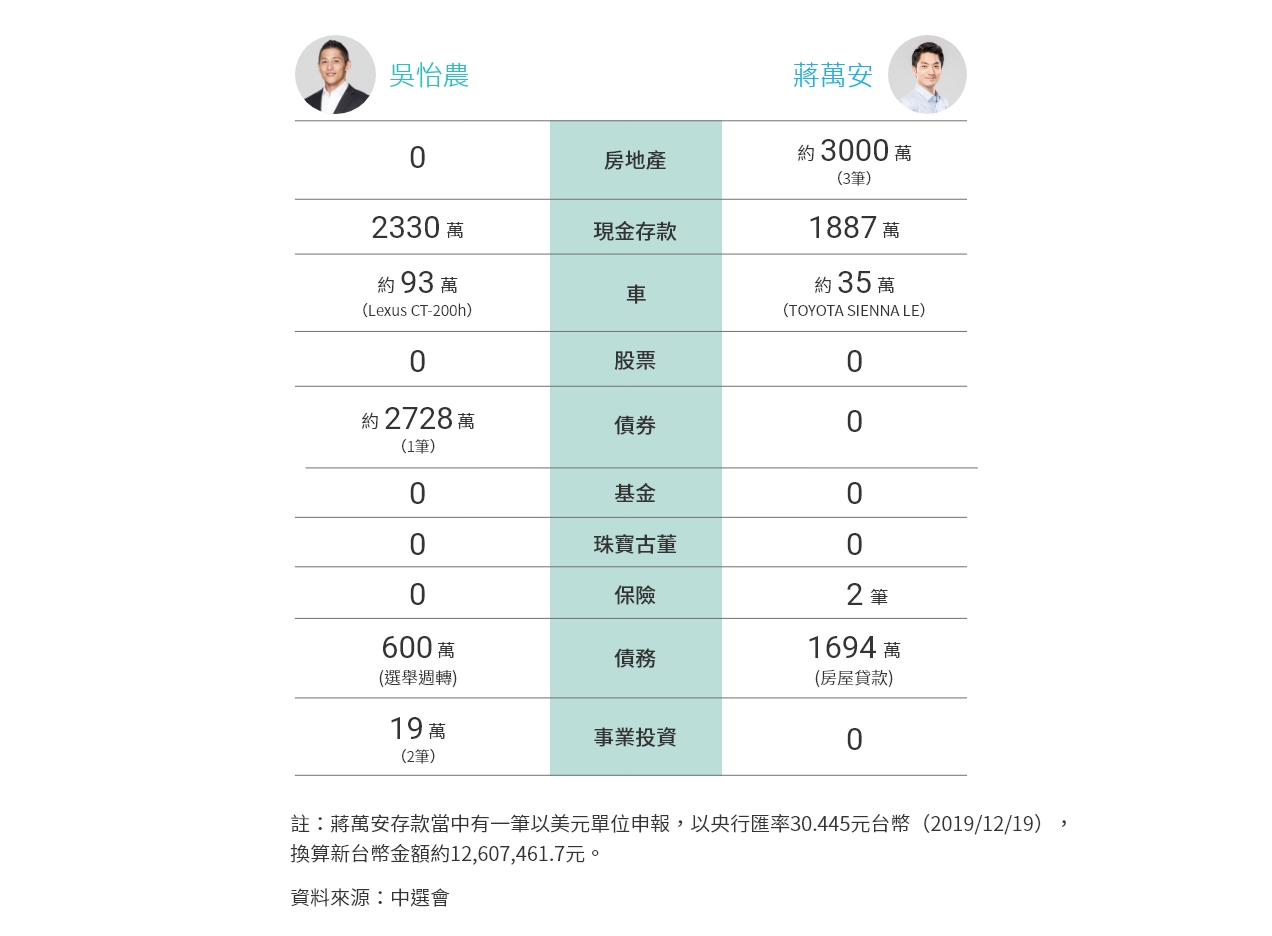 吳怡農
蔣萬安
0
房地產
約 3000 萬
（3筆）
2330 萬
現金存款
1887 萬
約 93 萬
（Lexus CT-200h）
車
約 35 萬
（TOYOTA SIENNA LE）
0
股票
0
約 2728 萬
（1筆）
債券
0
0
基金
0
0
珠寶古董
0
0
保險
2 筆
600 萬
(選舉週轉)
債務
1694 萬
(房屋貸款)
19 萬
（2筆）
事業投資
0
註：蔣萬安存款當中有一筆以美元單位申報，以央行匯率30.445元台幣（2019/12/19），
換算新台幣金額約12,607,461.7元。
資料來源：中選會